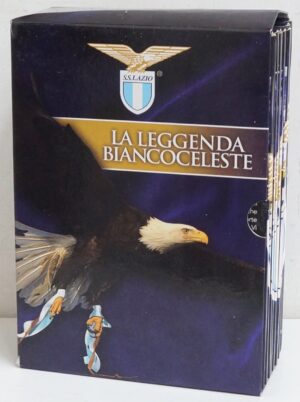 S.S.LAZIO
®
LA LEGGENDA
BIANCOCELESTE